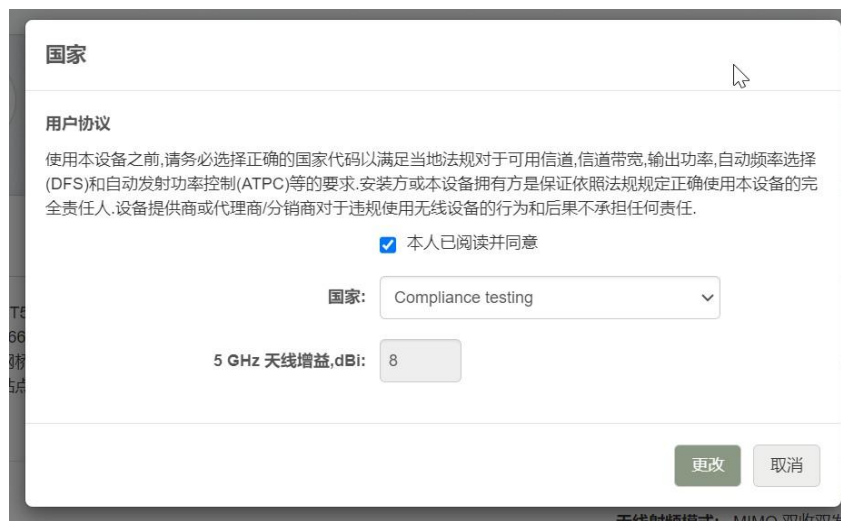 国家
用户协议
使用本设备之前,请务必选择正确的国家代码以满足当地法规对于可用信道,信道带宽,输出功率,自动频率选择
(DFS)和自动发射功率控制(ATPC)等的要求.安装方或本设备拥有方是保证依照法规规定正确使用本设备的完
全责任人.设备提供商或代理商/分销商对于违规使用无线设备的行为和后果不承担任何责任.
本人已阅读并同意
国家: Compliance testing
5 GHz 天线增益,dBi: 8
更改 取消